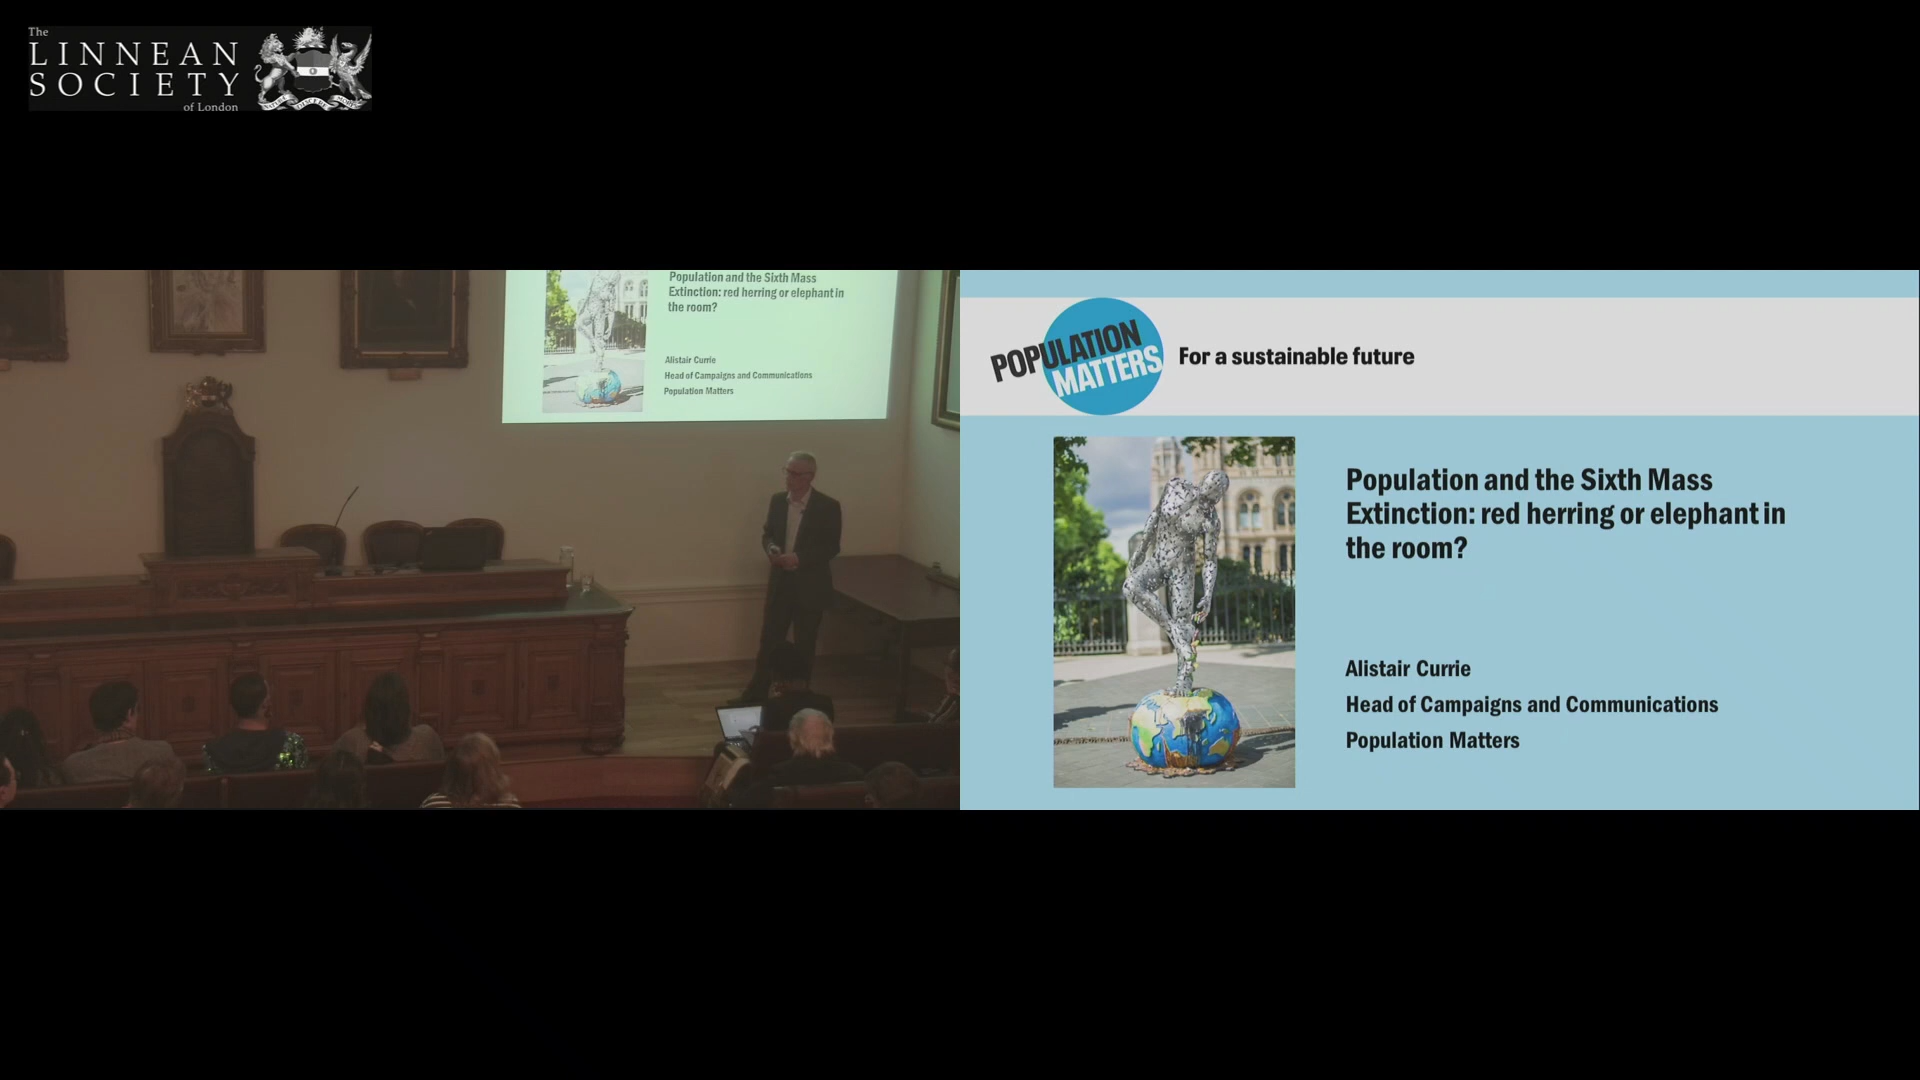 The
LINNEAN
SOCIETY
of London
Population and the Sixth Mass
Extinction: red herring or elephant in
the room?
Alistair Currie
Head of Campaigns and Communications
Population Matters
POPULATION
MATTERS
For a sustainable future
Population and the Sixth Mass
Extinction: red herring or elephant in
the room?
Alistair Currie
Head of Campaigns and Communications
Population Matters